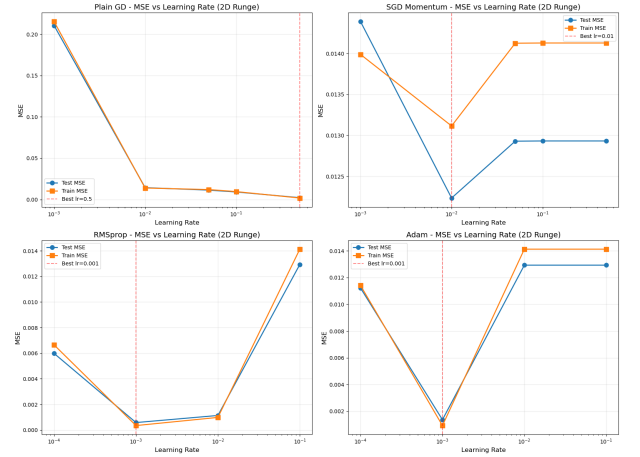 Plain GD - MSE vs Learning Rate (2D Runge)
MSE
0.20
0.15
0.10
0.05
0.00
Test MSE
Train MSE
Best lr=0.5
10⁻³
10⁻²
10⁻¹
Learning Rate
SGD Momentum - MSE vs Learning Rate (2D Runge)
MSE
0.0140
0.0135
0.0130
0.0125
Test MSE
Train MSE
Best lr=0.01
10⁻³
10⁻²
10⁻¹
Learning Rate
RMSprop - MSE vs Learning Rate (2D Runge)
MSE
0.014
0.012
0.010
0.008
0.006
0.004
0.002
0.000
Test MSE
Train MSE
Best lr=0.001
10⁻⁴
10⁻³
10⁻²
10⁻¹
Learning Rate
Adam - MSE vs Learning Rate (2D Runge)
MSE
0.014
0.012
0.010
0.008
0.006
0.004
0.002
Test MSE
Train MSE
Best lr=0.001
10⁻⁴
10⁻³
10⁻²
10⁻¹
Learning Rate